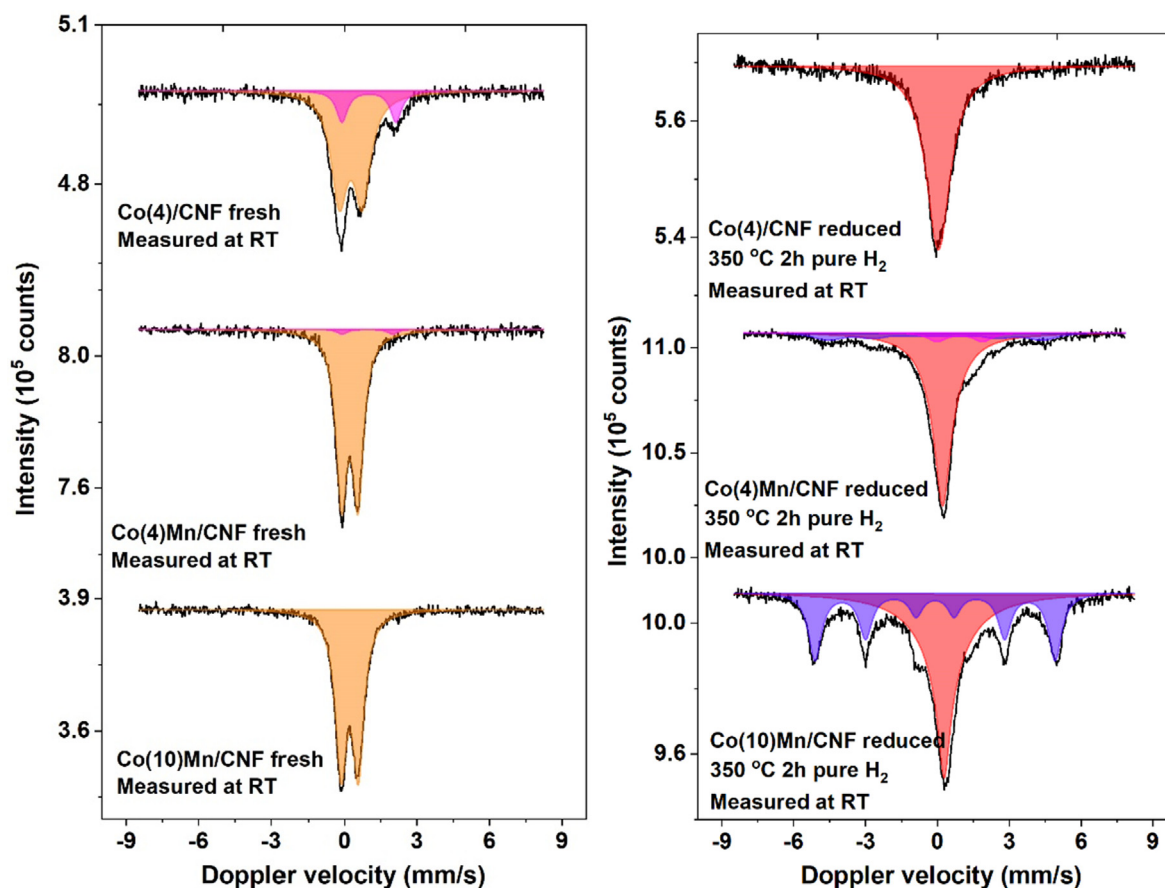 5.1
4.8
8.0
7.6
3.9
3.6
Intensity (10⁵ counts)
Co(4)/CNF fresh
Measured at RT
Co(4)Mn/CNF fresh
Measured at RT
Co(10)Mn/CNF fresh
Measured at RT
-9 -6 -3 0 3 6 9
Doppler velocity (mm/s)
5.6
5.4
11.0
10.5
10.0
10.0
9.6
Intensity (10⁵ counts)
Co(4)/CNF reduced
350 °C 2h pure H₂
Measured at RT
Co(4)Mn/CNF reduced
350 °C 2h pure H₂
Measured at RT
Co(10)Mn/CNF reduced
350 °C 2h pure H₂
Measured at RT
-9 -6 -3 0 3 6 9
Doppler velocity (mm/s)